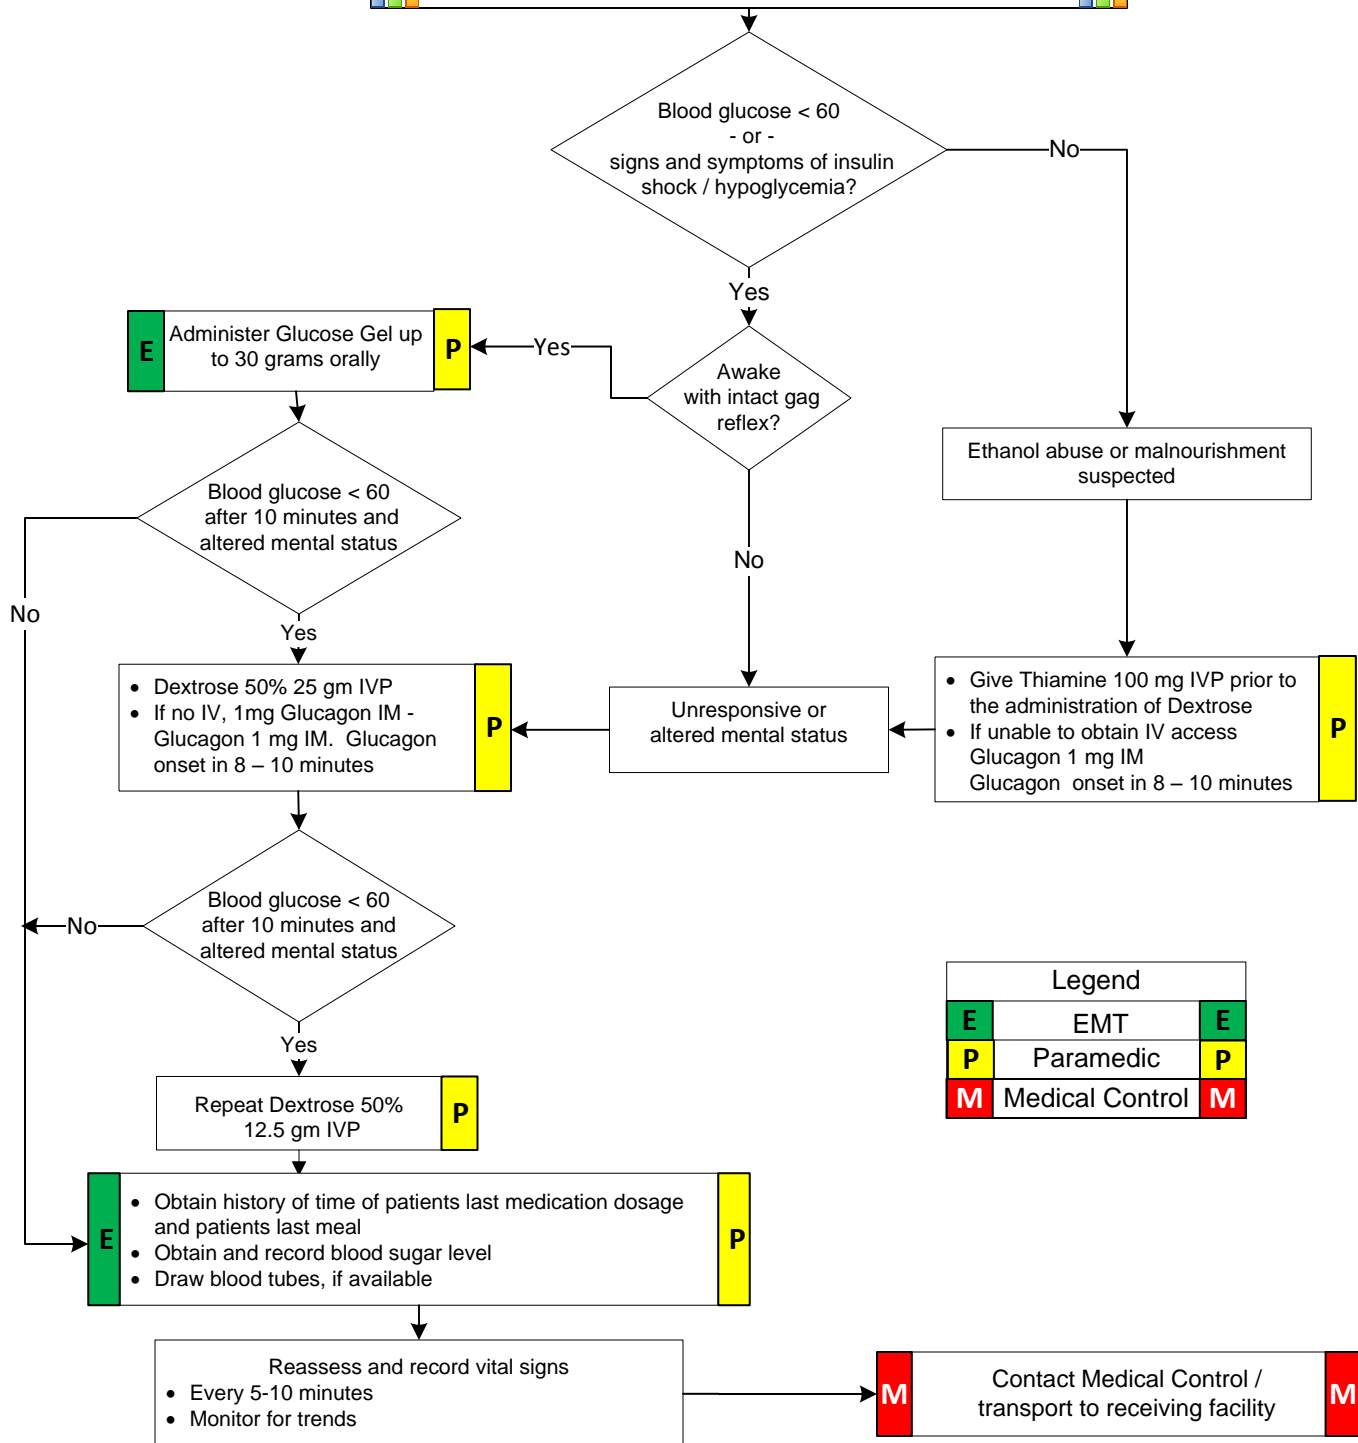 Blood glucose < 60
- or -
signs and symptoms of insulin
shock / hypoglycemia?
No
Yes
E
Administer Glucose Gel up
to 30 grams orally
P
Yes
Awake
with intact gag
reflex?
Ethanol abuse or malnourishment
suspected
Blood glucose < 60
after 10 minutes and
altered mental status
No
No
Yes
• Dextrose 50% 25 gm IVP
• If no IV, 1mg Glucagon IM -
Glucagon 1 mg IM.  Glucagon
onset in 8 – 10 minutes
P
Unresponsive or
altered mental status
• Give Thiamine 100 mg IVP prior to
the administration of Dextrose
• If unable to obtain IV access
Glucagon 1 mg IM
Glucagon  onset in 8 – 10 minutes
P
Blood glucose < 60
after 10 minutes and
altered mental status
No
Yes
Legend
E EMT E
P Paramedic P
M Medical Control M
Repeat Dextrose 50%
12.5 gm IVP
P
E
• Obtain history of time of patients last medication dosage
and patients last meal
• Obtain and record blood sugar level
• Draw blood tubes, if available
P
Reassess and record vital signs
• Every 5-10 minutes
• Monitor for trends
M
Contact Medical Control /
transport to receiving facility
M